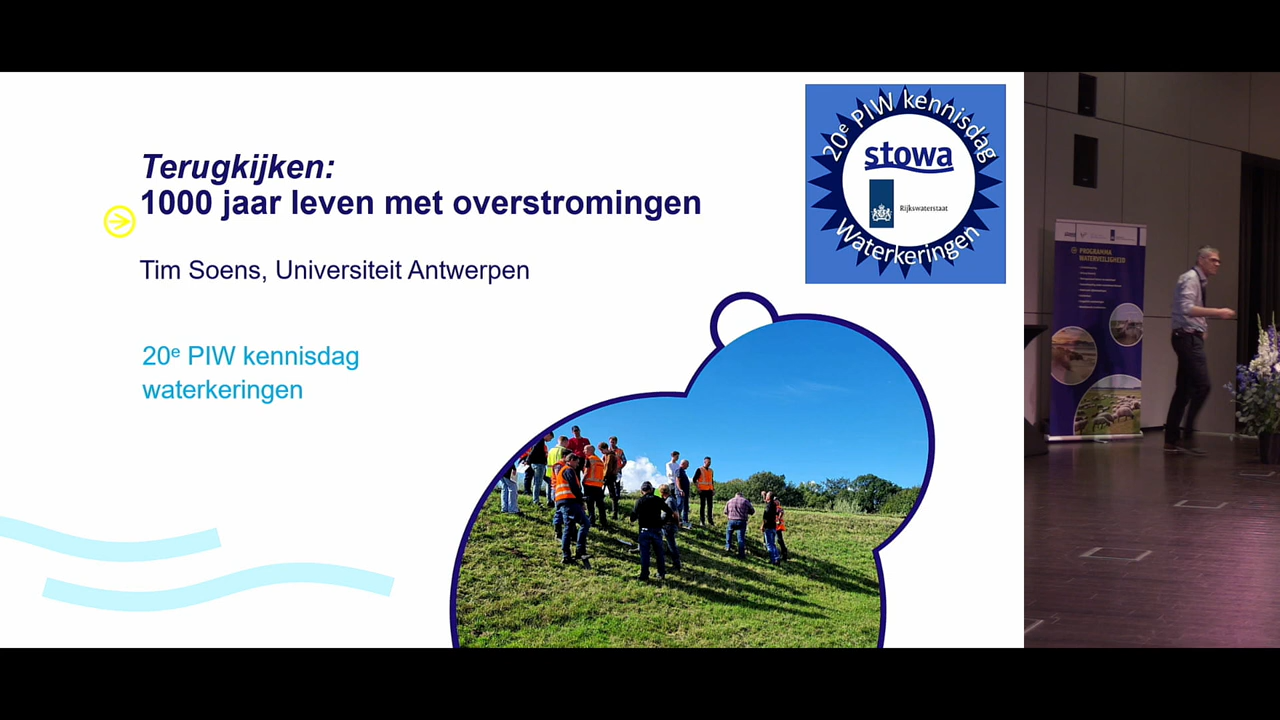 Terugkijken:
1000 jaar leven met overstromingen
Tim Soens, Universiteit Antwerpen
20e PIW kennisdag
waterkeringen
20e PIW kennisdag
stowa
Rijkswaterstaat
Waterkeringen
PROGRAMMA
WATERVEILIGHEID